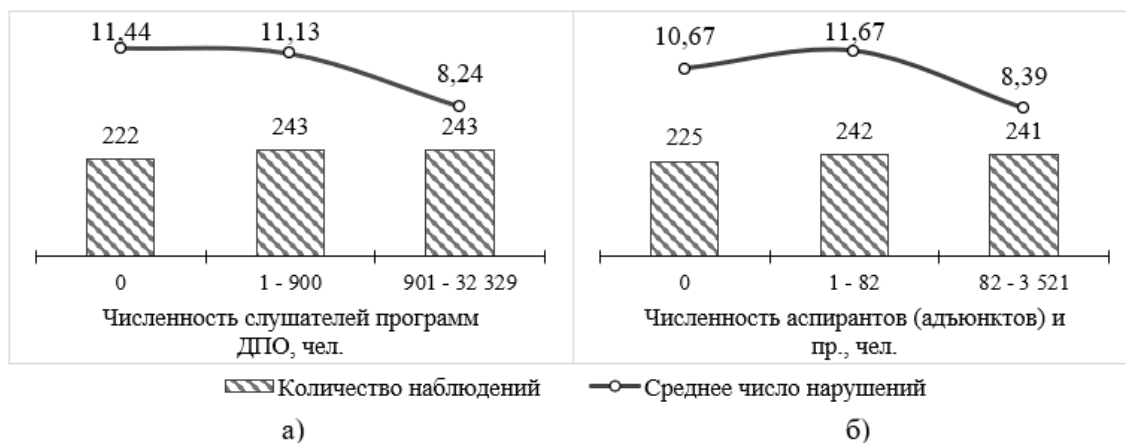 11,44
11,13
8,24
222
243
243
0
1 - 900
901 - 32 329
Численность слушателей программ
ДПО, чел.
10,67
11,67
8,39
225
242
241
0
1 - 82
82 - 3 521
Численность аспирантов (адъюнктов) и
пр., чел.
Количество наблюдений
Среднее число нарушений
а)
б)